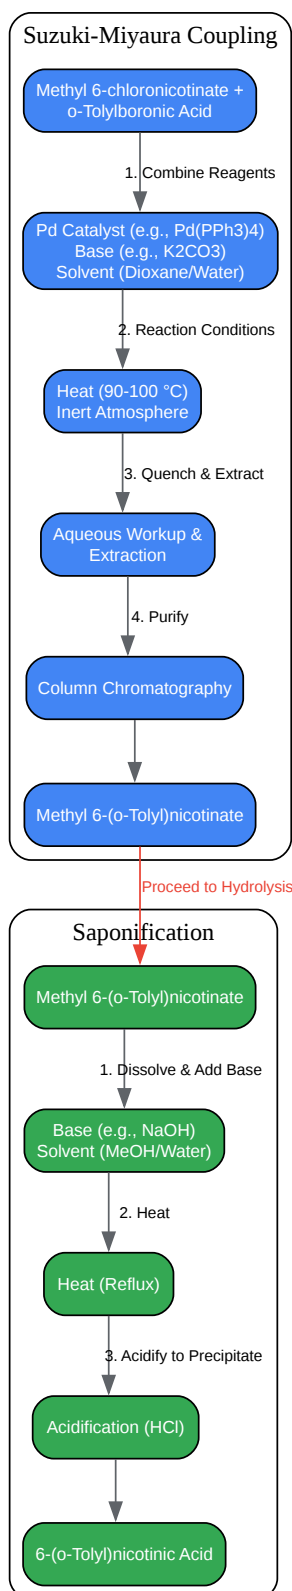 Suzuki-Miyaura Coupling
Methyl 6-chloronicotinate +
o-Tolylboronic Acid
1. Combine Reagents
Pd Catalyst (e.g., Pd(PPh3)4)
Base (e.g., K2CO3)
Solvent (Dioxane/Water)
2. Reaction Conditions
Heat (90-100 °C)
Inert Atmosphere
3. Quench & Extract
Aqueous Workup &
Extraction
4. Purify
Column Chromatography
Methyl 6-(o-Tolyl)nicotinate
Proceed to Hydrolysis
Saponification
Methyl 6-(o-Tolyl)nicotinate
1. Dissolve & Add Base
Base (e.g., NaOH)
Solvent (MeOH/Water)
2. Heat
Heat (Reflux)
3. Acidify to Precipitate
Acidification (HCl)
6-(o-Tolyl)nicotinic Acid